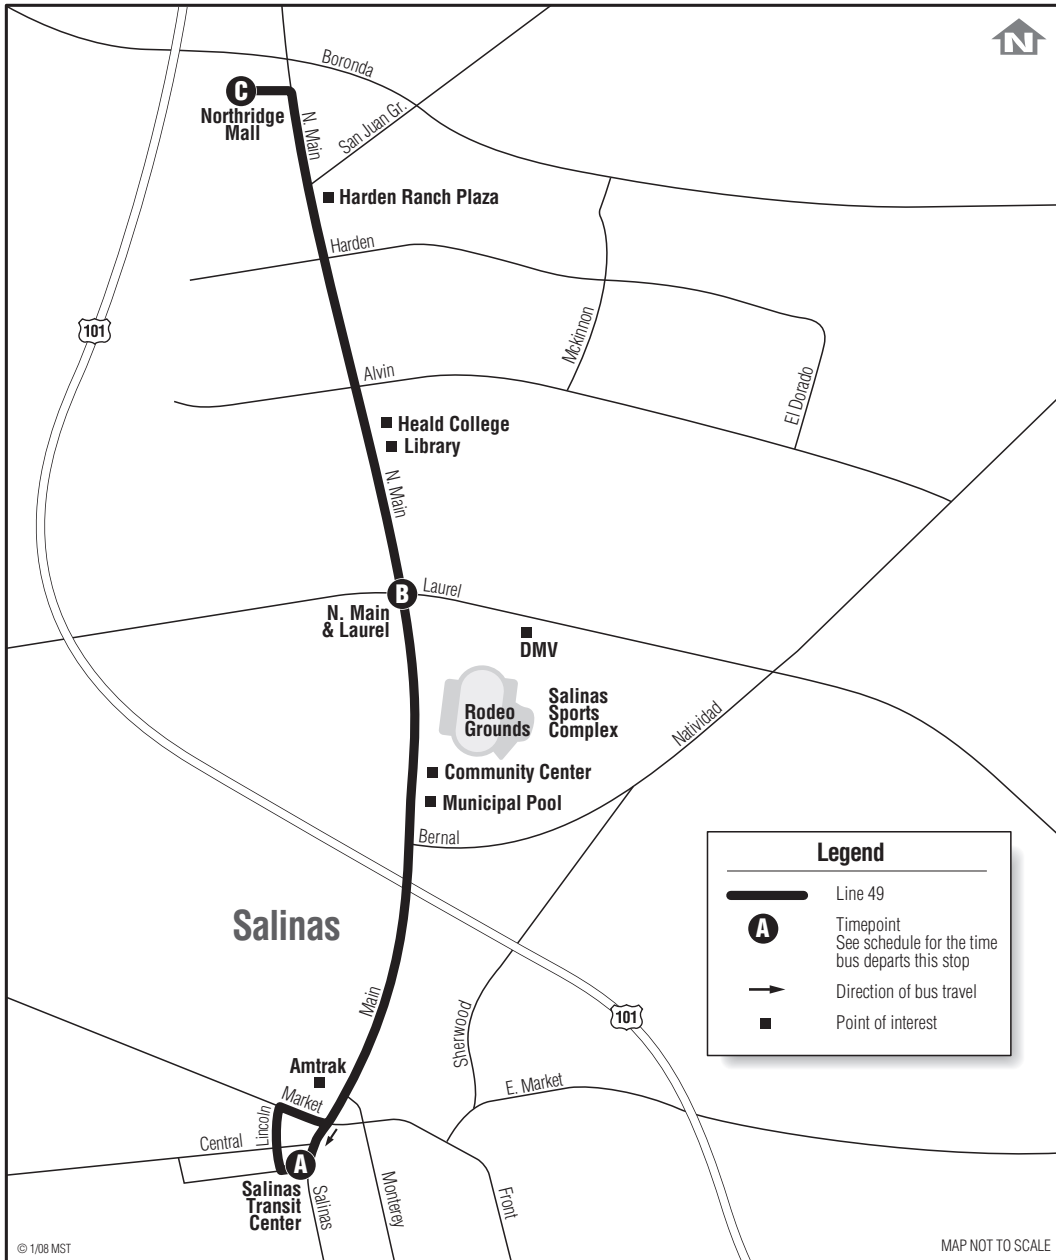 N
Boronda
C
Northridge
Mall
N. Main
San Juan Gr.
Harden Ranch Plaza
Harden
101
Mckinnon
Alvin
El Dorado
Heald College
Library
N. Main
B
Laurel
N. Main
& Laurel
DMV
Rodeo
Grounds
Salinas
Sports
Complex
Natividad
Community Center
Municipal Pool
Bernal
Legend
Line 49
A
Timepoint
See schedule for the time
bus departs this stop
Direction of bus travel
Point of interest
Salinas
Main
Sherwood
101
Amtrak
Market
E. Market
Lincoln
Central
A
Salinas
Transit
Center
Salinas
Monterey
Front
© 1/08 MST
MAP NOT TO SCALE